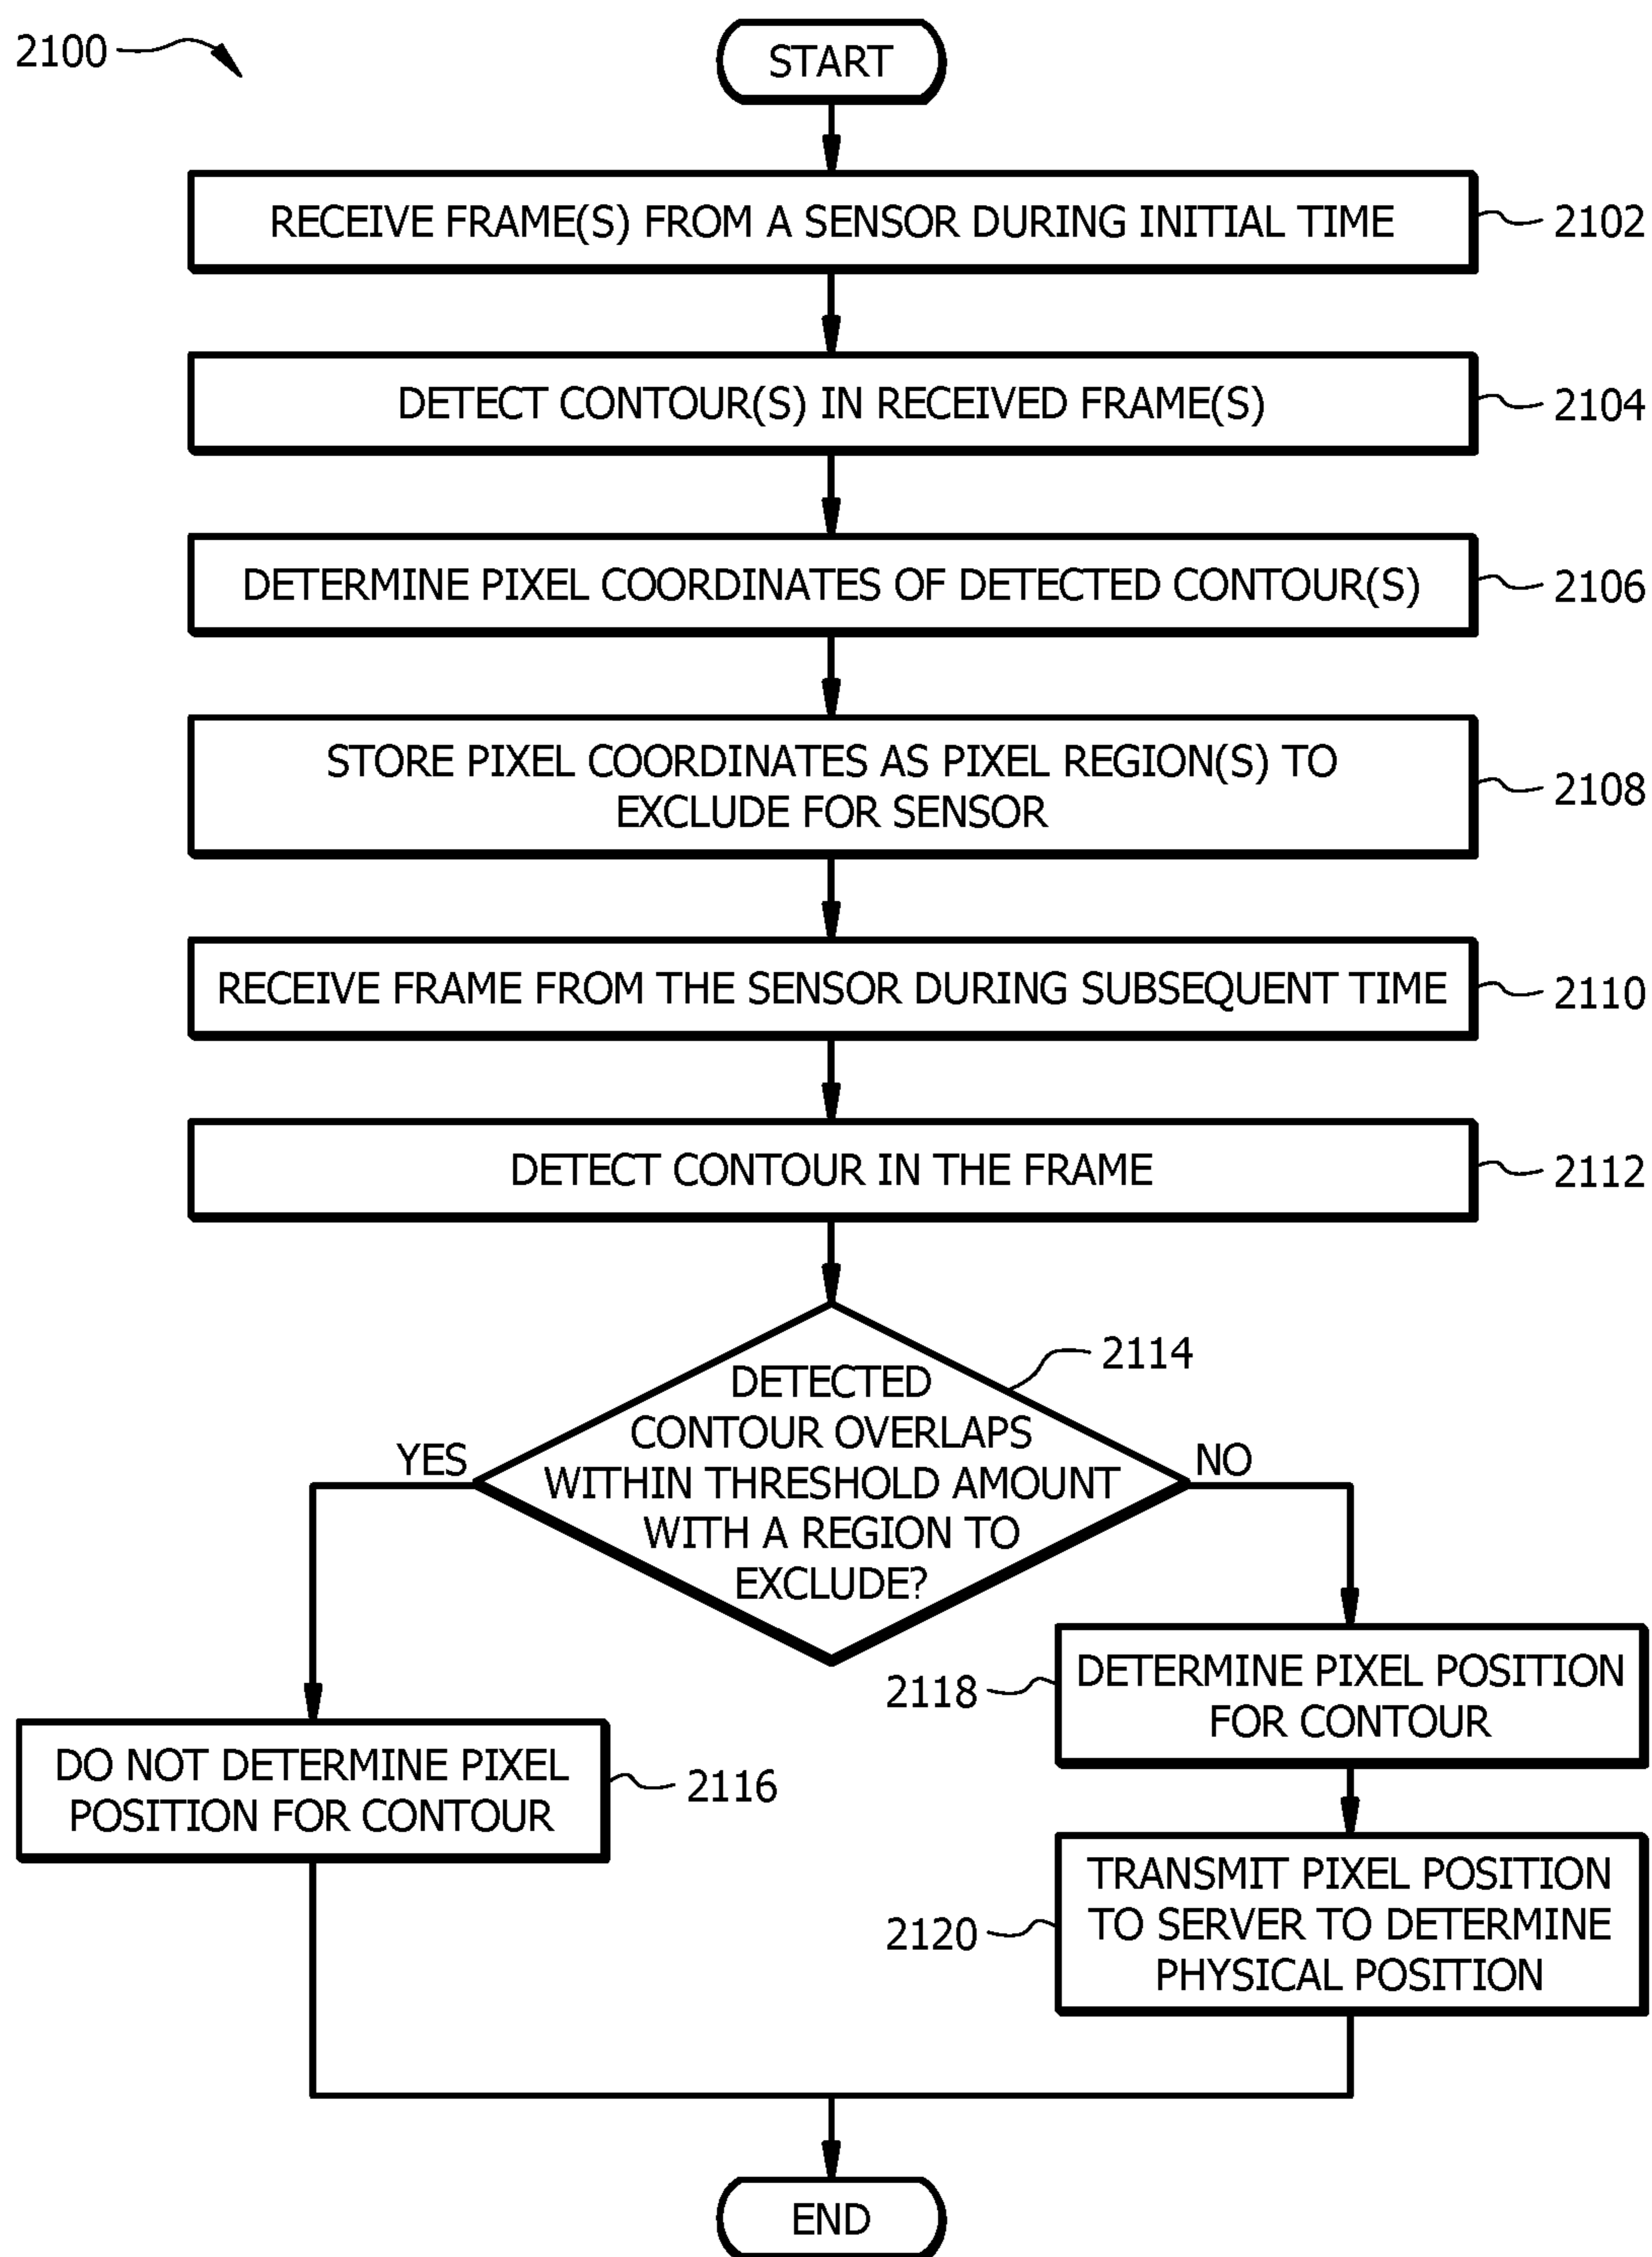 2100
START
RECEIVE FRAME(S) FROM A SENSOR DURING INITIAL TIME
2102
DETECT CONTOUR(S) IN RECEIVED FRAME(S)
2104
DETERMINE PIXEL COORDINATES OF DETECTED CONTOUR(S)
2106
STORE PIXEL COORDINATES AS PIXEL REGION(S) TO
EXCLUDE FOR SENSOR
2108
RECEIVE FRAME FROM THE SENSOR DURING SUBSEQUENT TIME
2110
DETECT CONTOUR IN THE FRAME
2112
DETECTED
CONTOUR OVERLAPS
WITHIN THRESHOLD AMOUNT
WITH A REGION TO
EXCLUDE?
2114
YES
NO
DO NOT DETERMINE PIXEL
POSITION FOR CONTOUR
2116
DETERMINE PIXEL POSITION
FOR CONTOUR
2118
TRANSMIT PIXEL POSITION
TO SERVER TO DETERMINE
PHYSICAL POSITION
2120
END